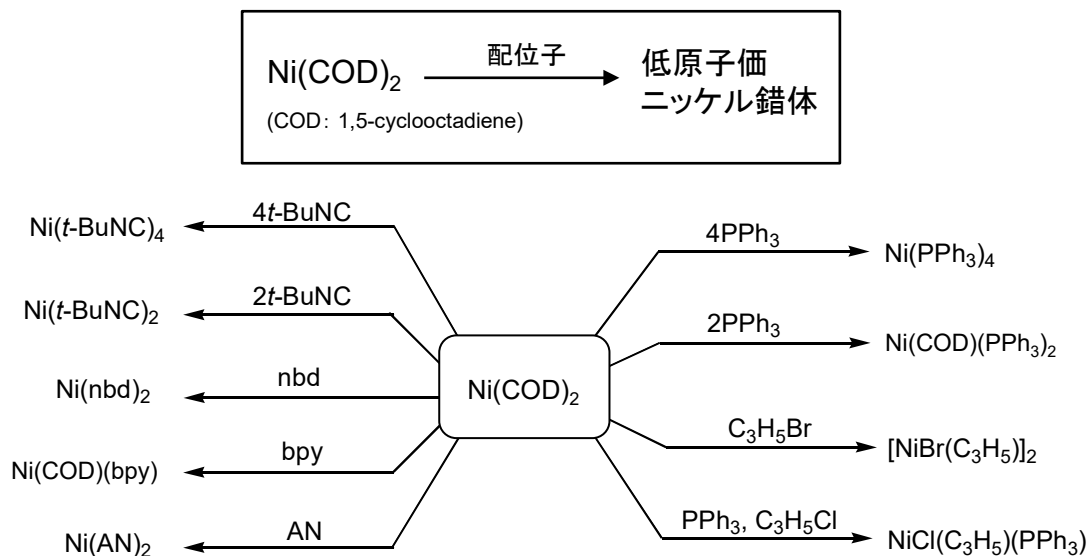 Ni(COD)₂
配位子
低原子価
ニッケル錯体
(COD: 1,5-cyclooctadiene)
4t-BuNC
Ni(t-BuNC)₄
4PPh₃
Ni(PPh₃)₄
2t-BuNC
Ni(t-BuNC)₂
2PPh₃
Ni(COD)(PPh₃)₂
nbd
Ni(nbd)₂
Ni(COD)₂
C₃H₅Br
[NiBr(C₃H₅)]₂
bpy
Ni(COD)(bpy)
PPh₃, C₃H₅Cl
NiCl(C₃H₅)(PPh₃)
AN
Ni(AN)₂